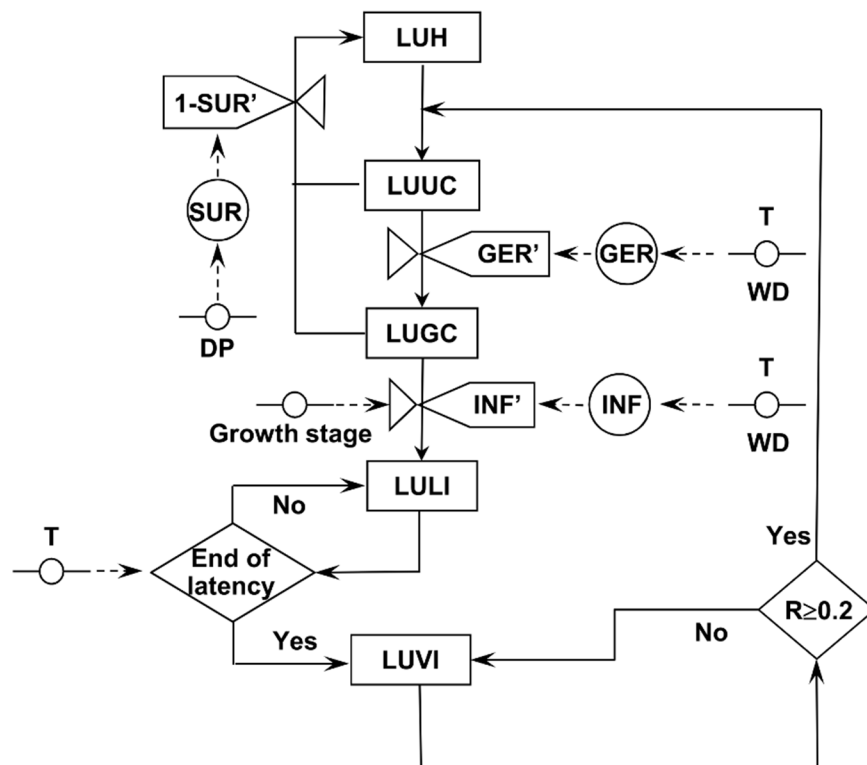 LUH
1-SUR’
LUUC
SUR
T
GER’
GER
WD
LUGC
DP
T
INF’
INF
Growth stage
WD
LULI
No
T
Yes
End of
latency
R≥0.2
No
Yes
LUVI